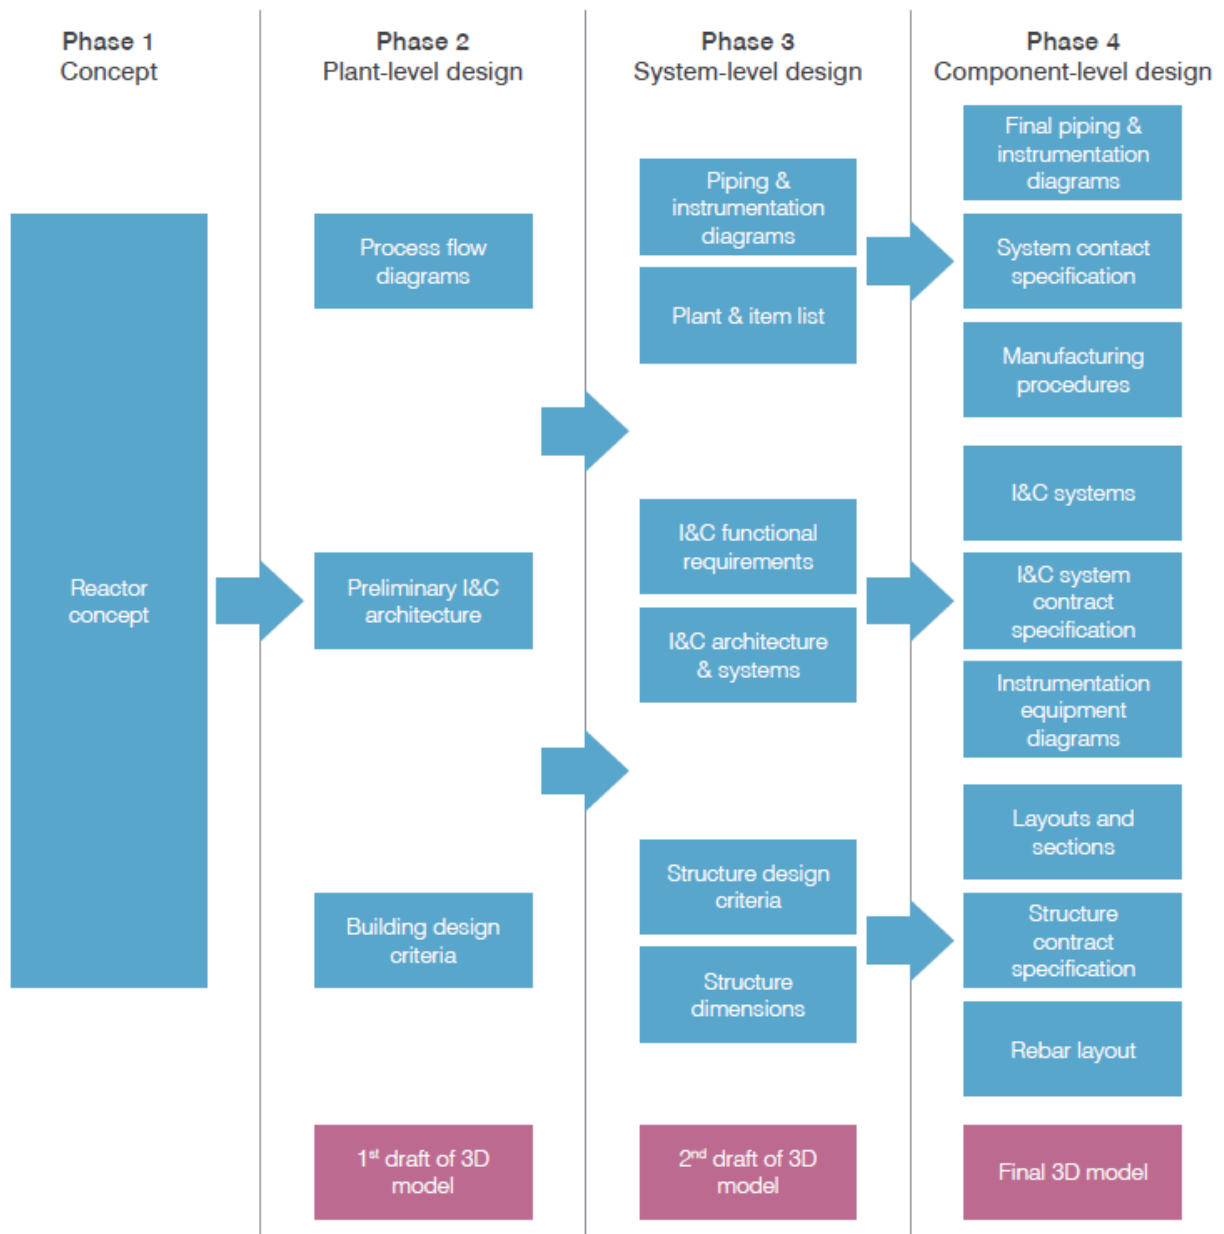 Phase 1
Concept
Phase 2
Plant-level design
Phase 3
System-level design
Phase 4
Component-level design
Reactor
concept
Process flow
diagrams
Preliminary I&C
architecture
Building design
criteria
1st draft of 3D
model
Piping &
instrumentation
diagrams
Plant & item list
I&C functional
requirements
I&C architecture
& systems
Structure design
criteria
Structure
dimensions
2nd draft of 3D
model
Final piping &
instrumentation
diagrams
System contact
specification
Manufacturing
procedures
I&C systems
I&C system
contract
specification
Instrumentation
equipment
diagrams
Layouts and
sections
Structure
contract
specification
Rebar layout
Final 3D model